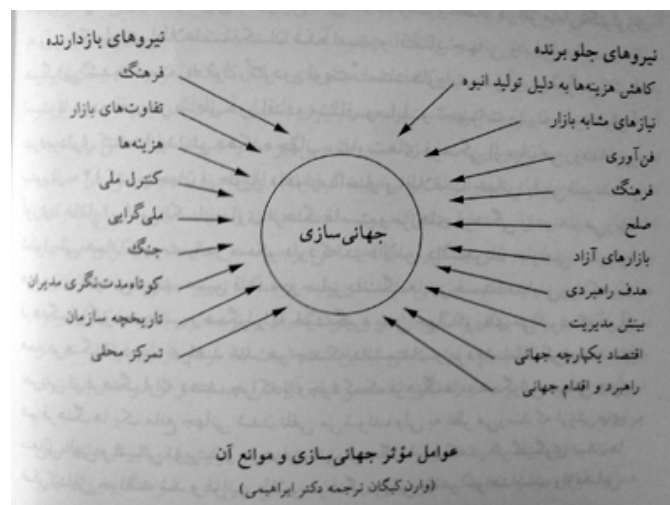 نیروهای جلو برنده
کاهش هزینه‌ها به دلیل تولید انبوه
نیازهای مشابه بازار
فن‌آوری
فرهنگ
صلح
بازارهای آزاد
هدف راهبردی
بینش مدیریت
اقتصاد یکپارچه جهانی
راهبرد و اقدام جهانی
جهانی‌سازی
نیروهای بازدارنده
فرهنگ
تفاوت‌های بازار
هزینه‌ها
کنترل ملی
ملی‌گرایی
جنگ
کوتاه‌مدت‌نگری مدیران
تاریخچه سازمان
تمرکز محلی
عوامل مؤثر جهانی‌سازی و موانع آن
(وارن کیگان ترجمه دکتر ابراهیمی)